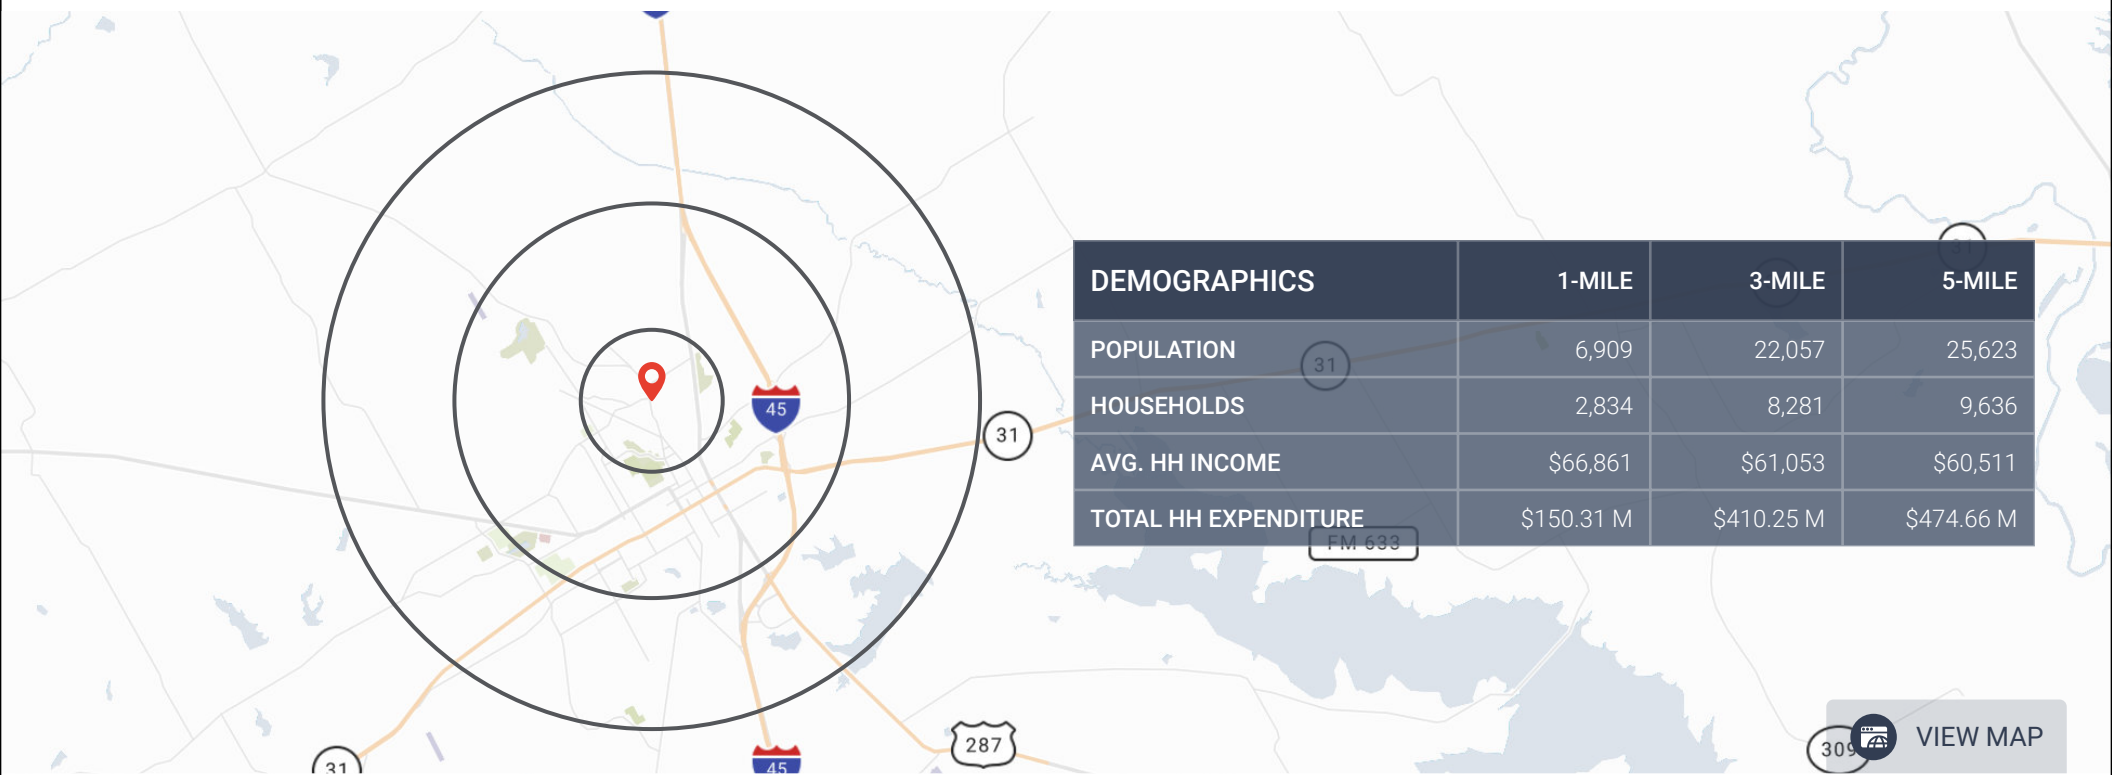 45
31
31
31
DEMOGRAPHICS 1-MILE 3-MILE 5-MILE
POPULATION 6,909 22,057 25,623
HOUSEHOLDS 2,834 8,281 9,636
AVG. HH INCOME $66,861 $61,053 $60,511
TOTAL HH EXPENDITURE $150.31 M $410.25 M $474.66 M
FM 633
287
309
VIEW MAP
31
45